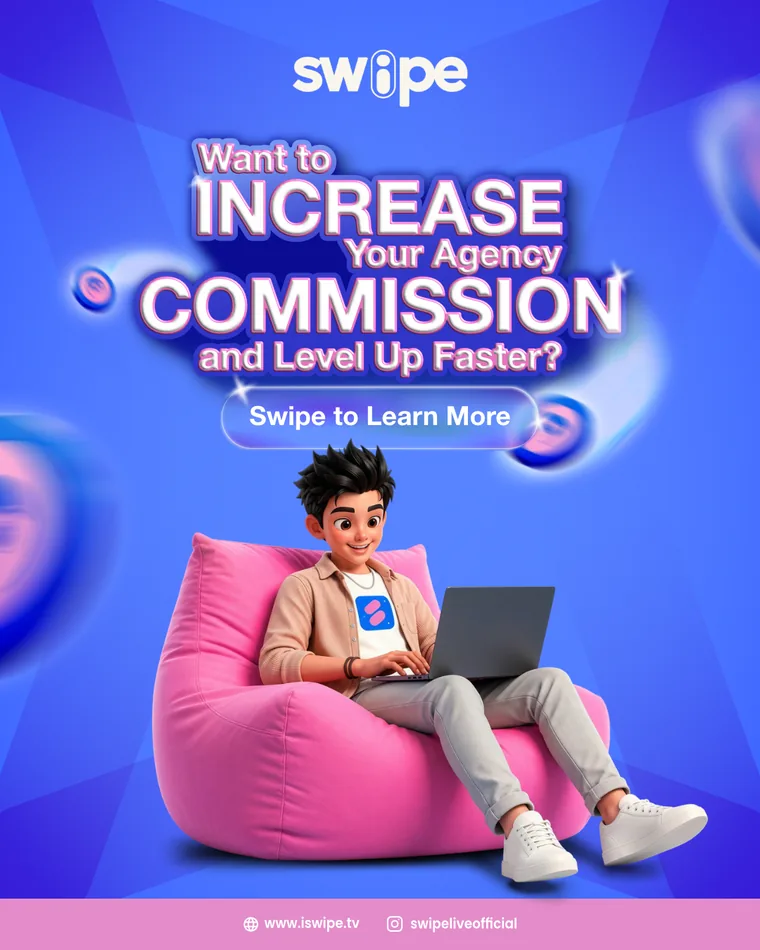 swipe
Want to
INCREASE
Your Agency
COMMISSION
and Level Up Faster?
Swipe to Learn More
www.iswipe.tv
swipeliveofficial